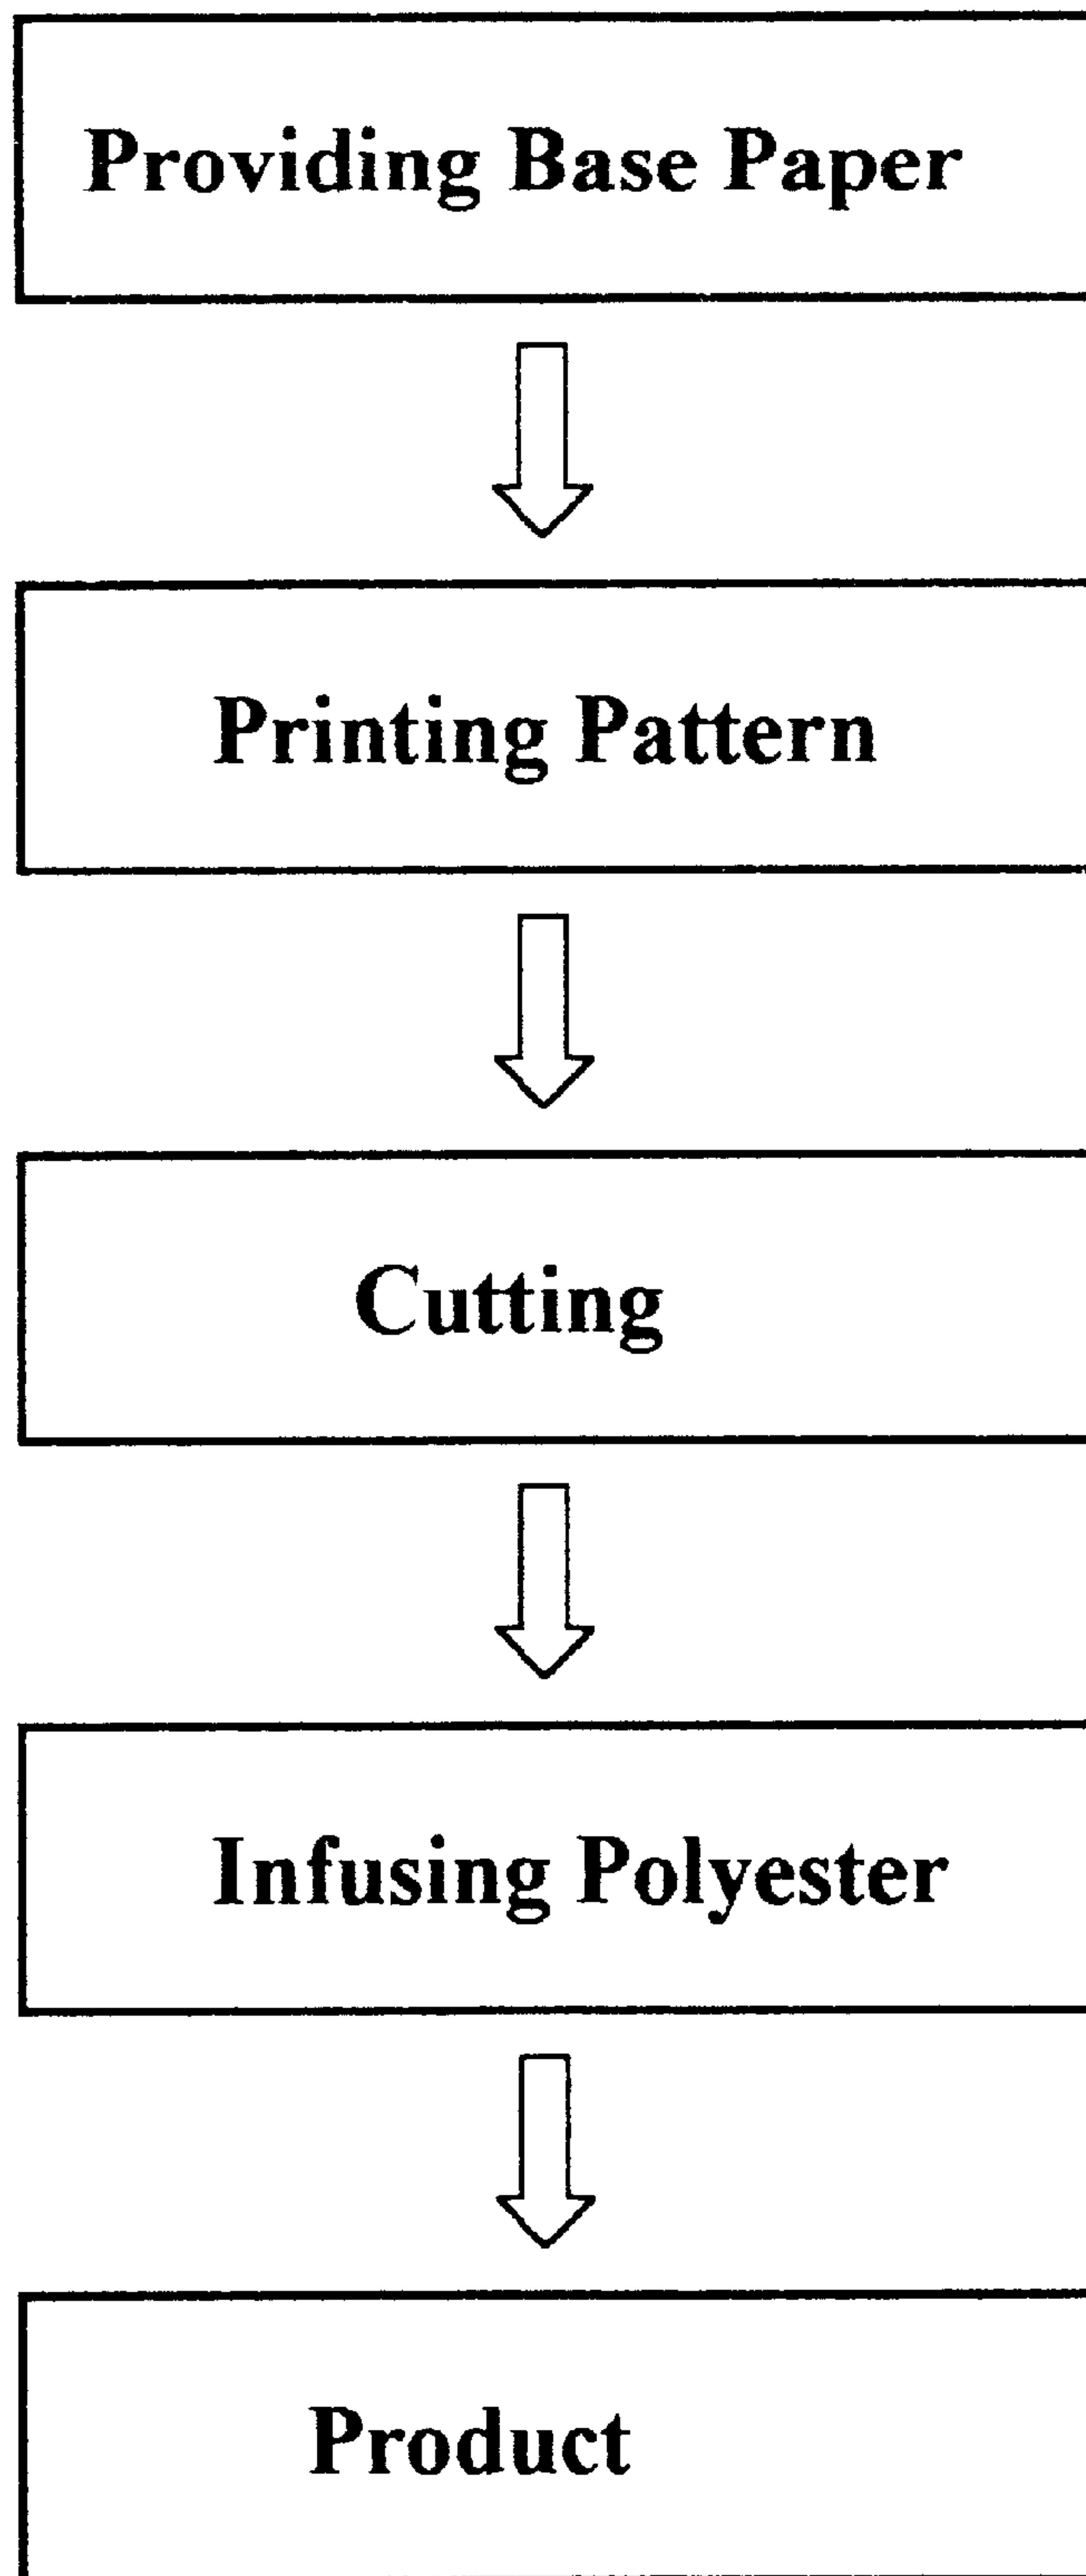 Providing Base Paper
Printing Pattern
Cutting
Infusing Polyester
Product